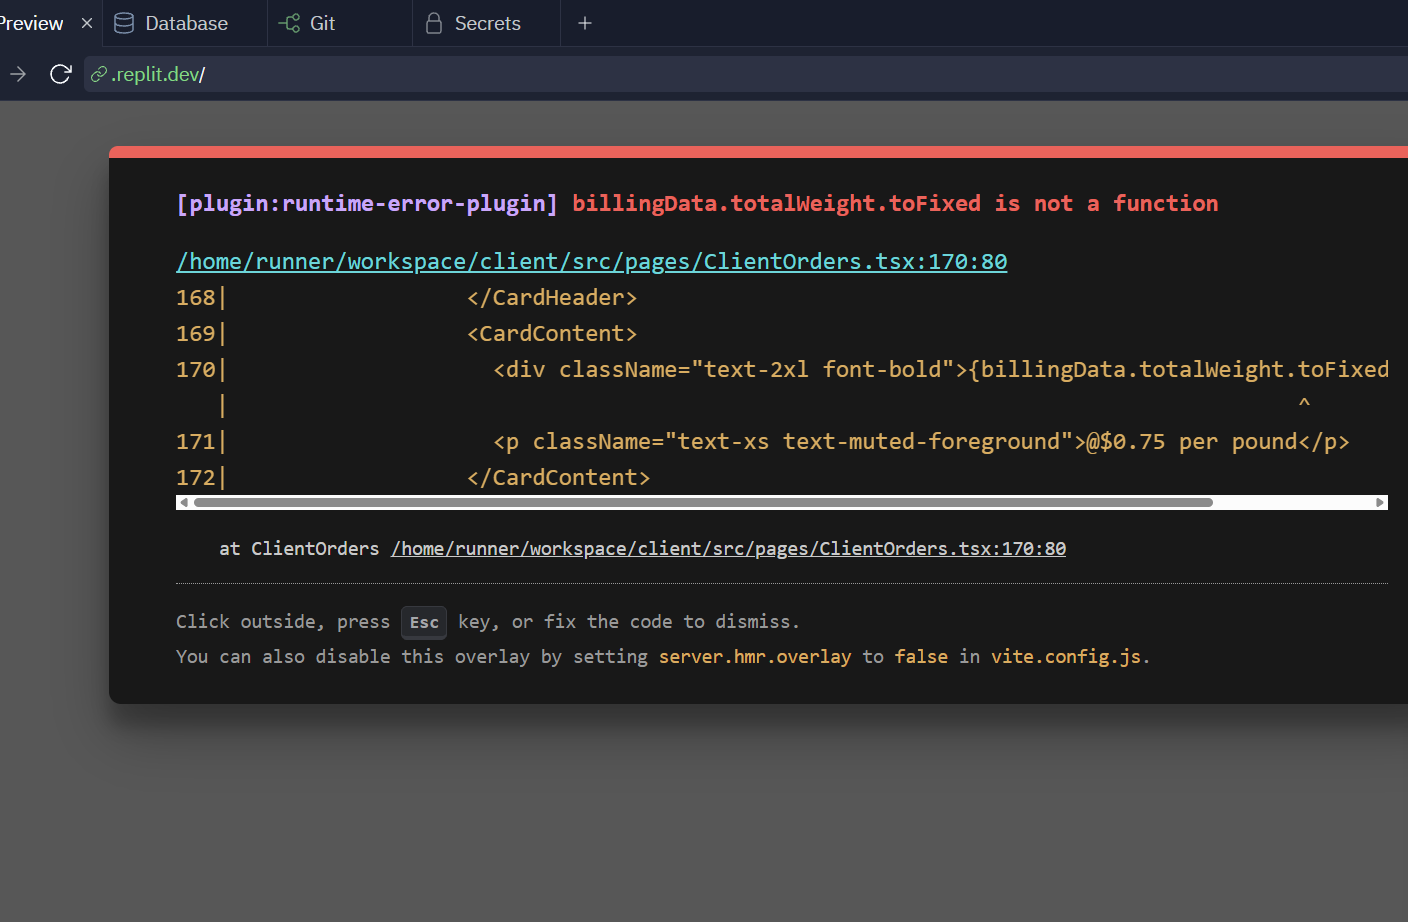 Preview
Database
Git
Secrets
.replit.dev/
[plugin:runtime-error-plugin] billingData.totalWeight.toFixed is not a function
/home/runner/workspace/client/src/pages/ClientOrders.tsx:170:80
168|                  </CardHeader>
169|                  <CardContent>
170|                    <div className="text-2xl font-bold">{billingData.totalWeight.toFixed
   |                                                                                  ^
171|                    <p className="text-xs text-muted-foreground">@$0.75 per pound</p>
172|                  </CardContent>
at ClientOrders /home/runner/workspace/client/src/pages/ClientOrders.tsx:170:80
Click outside, press Esc key, or fix the code to dismiss.
You can also disable this overlay by setting server.hmr.overlay to false in vite.config.js.